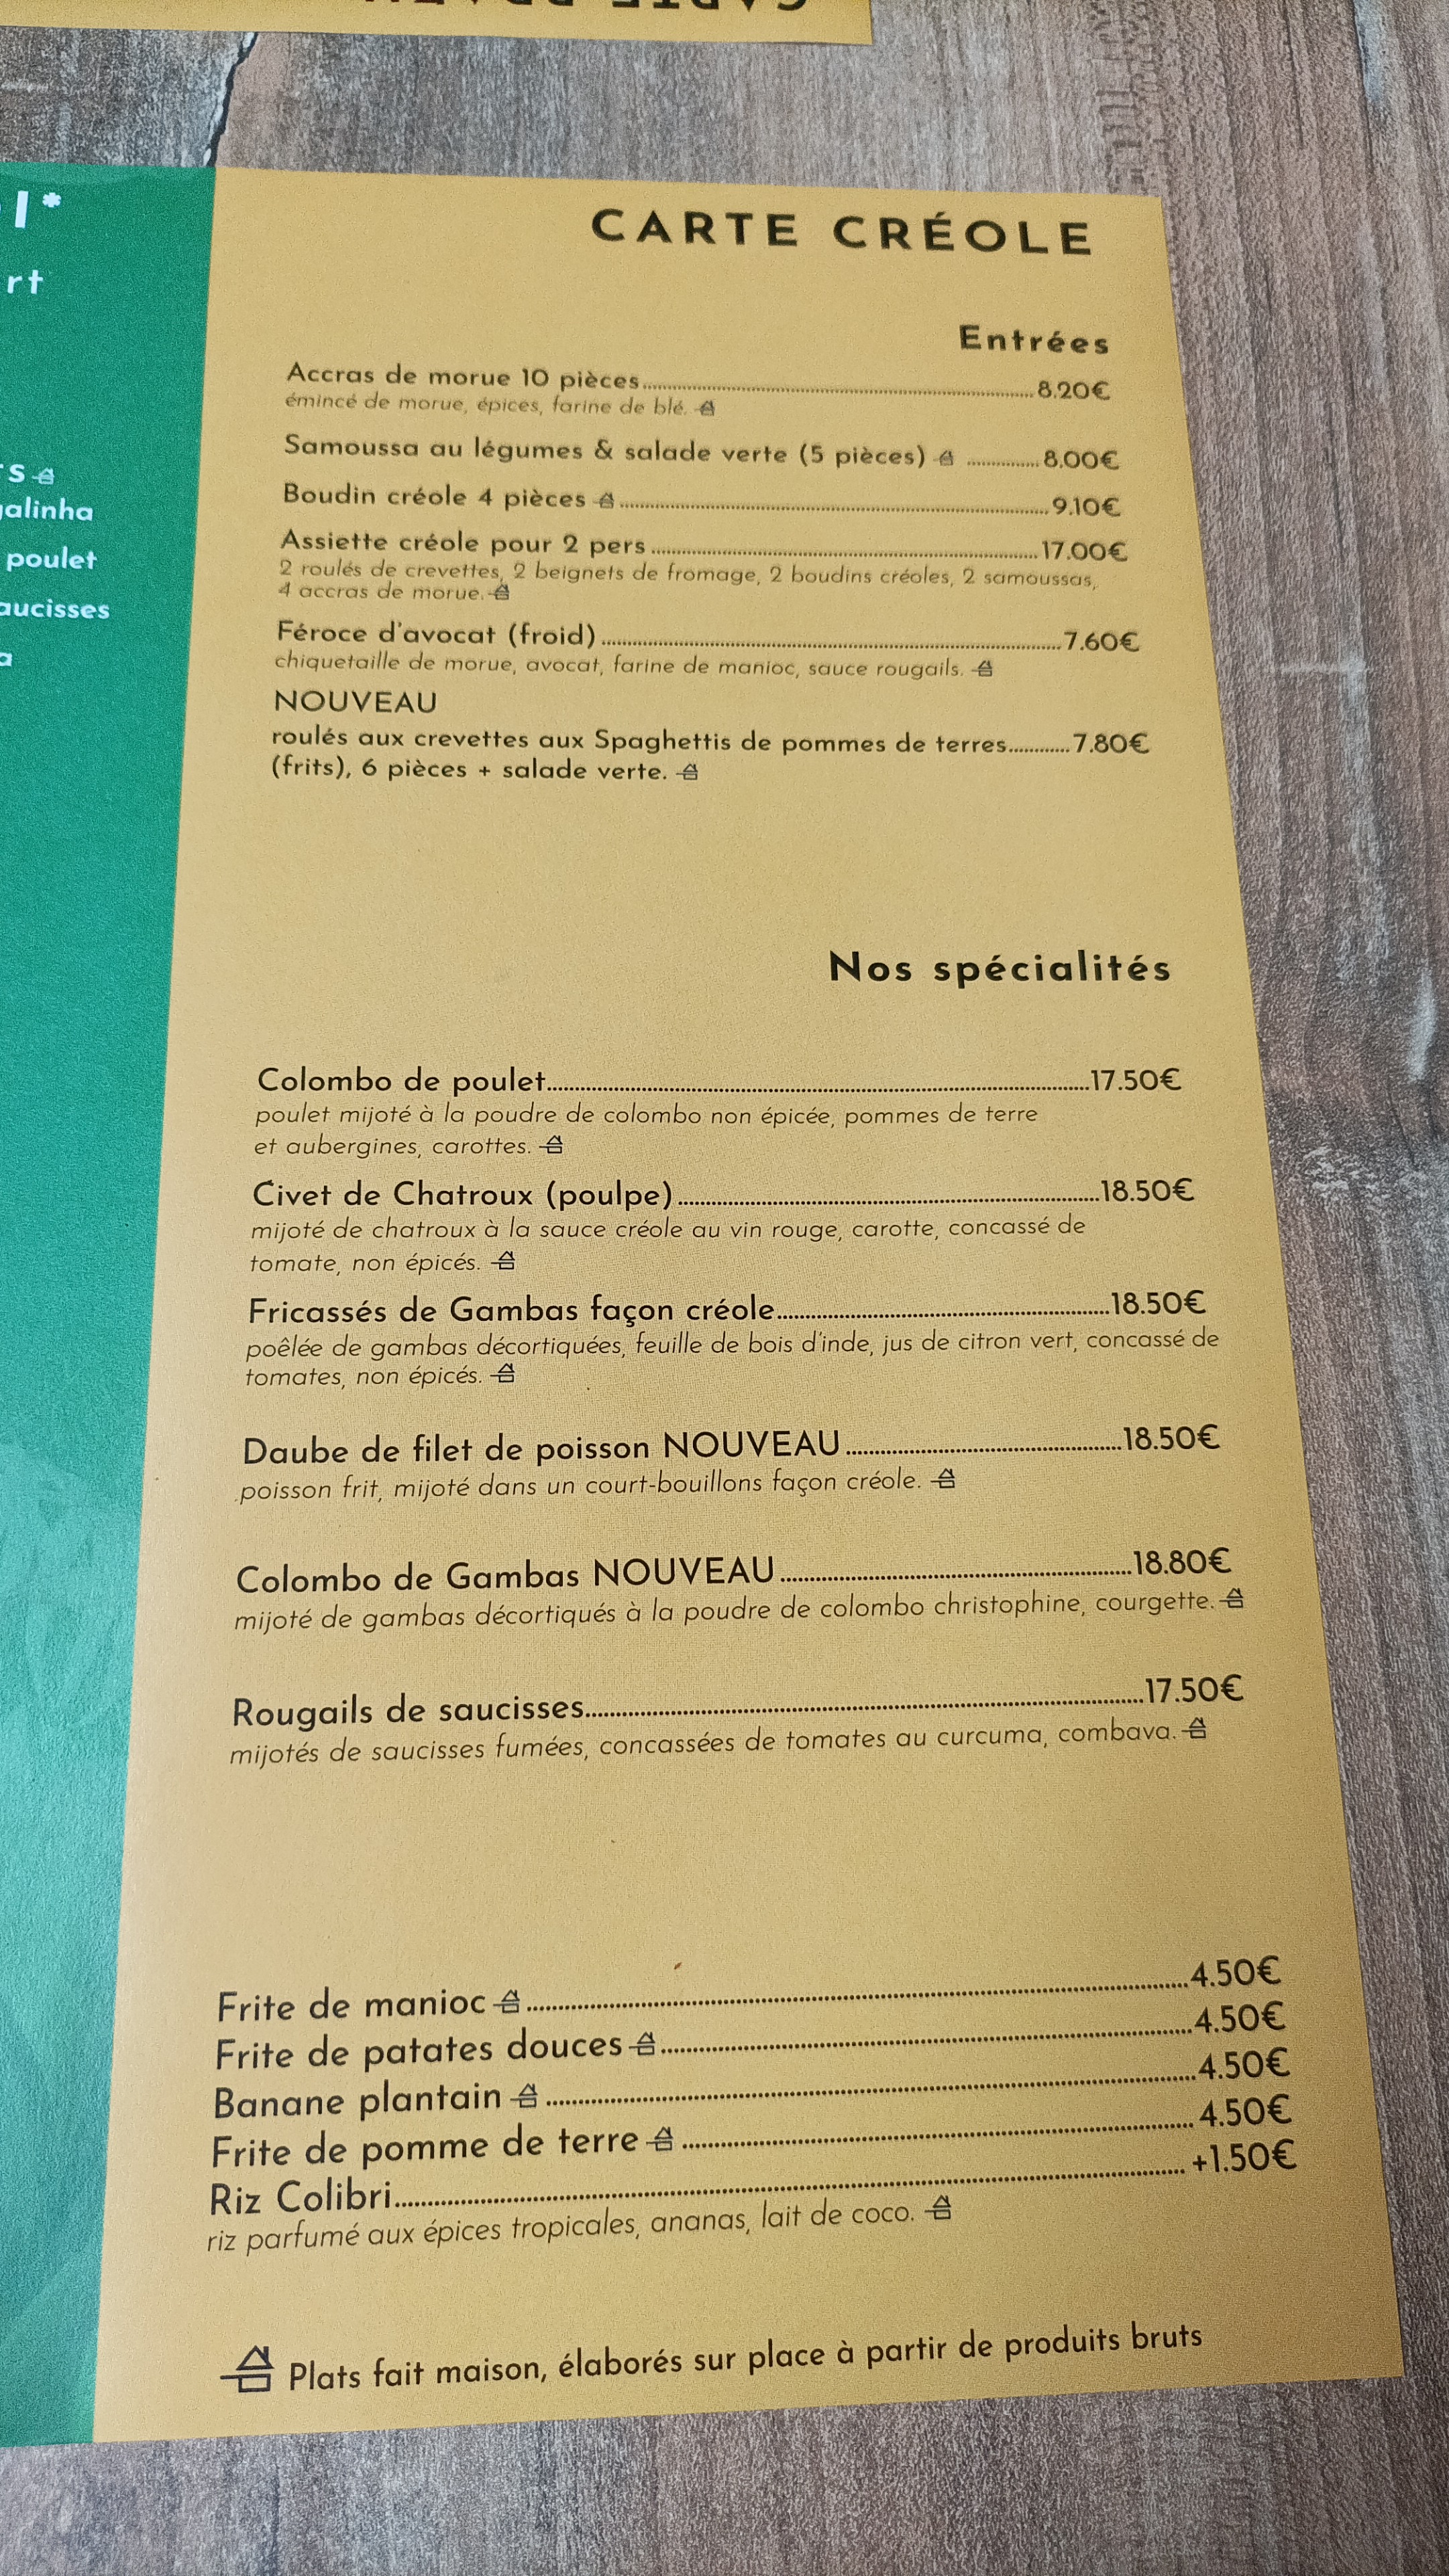 rt
s
poulet
CARTE CRÉOLE
Entrées
Accras de morue 10 pièces........8.20€
émincé de morue, épices, farine de blé.
Samoussa au légumes & salade verte (5 pièces) ........8.00€
Boudin créole 4 pièces ........9.10€
Assiette créole pour 2 pers........17.00€
2 roulés de crevettes, 2 beignets de fromage, 2 boudins créoles, 2 samoussas,
4 accras de morue.
Féroce d'avocat (froid)........7.60€
chiquetaille de morue, avocat, farine de manioc, sauce rougails.
NOUVEAU
roulés aux crevettes aux Spaghettis de pommes de terres........7.80€
(frits), 6 pièces + salade verte.
Nos spécialités
Colombo de poulet........17.50€
poulet mijoté à la poudre de colombo non épicée, pommes de terre
et aubergines, carottes.
Civet de Chatroux (poulpe)........18.50€
mijoté de chatroux à la sauce créole au vin rouge, carotte, concassé de
tomate, non épicés.
Fricassés de Gambas façon créole........18.50€
poêlée de gambas décortiquées, feuille de bois d'inde, jus de citron vert, concassé de
tomates, non épicés.
Daube de filet de poisson NOUVEAU........18.50€
.poisson frit, mijoté dans un court-bouillons façon créole.
Colombo de Gambas NOUVEAU........18.80€
mijoté de gambas décortiqués à la poudre de colombo christophine, courgette.
Rougails de saucisses........17.50€
mijotés de saucisses fumées, concassées de tomates au curcuma, combava.
Frite de manioc ........4.50€
Frite de patates douces ........4.50€
Banane plantain ........4.50€
Frite de pomme de terre ........4.50€
Riz Colibri........+1.50€
riz parfumé aux épices tropicales, ananas, lait de coco.
Plats fait maison, élaborés sur place à partir de produits bruts